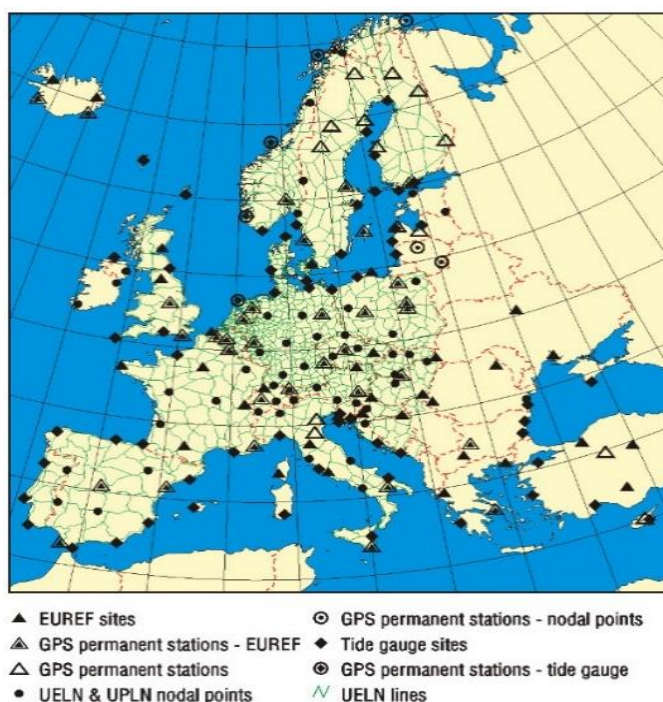 EUREF sites
GPS permanent stations - EUREF
GPS permanent stations
UELN & UPLN nodal points
GPS permanent stations - nodal points
Tide gauge sites
GPS permanent stations - tide gauge
UELN lines